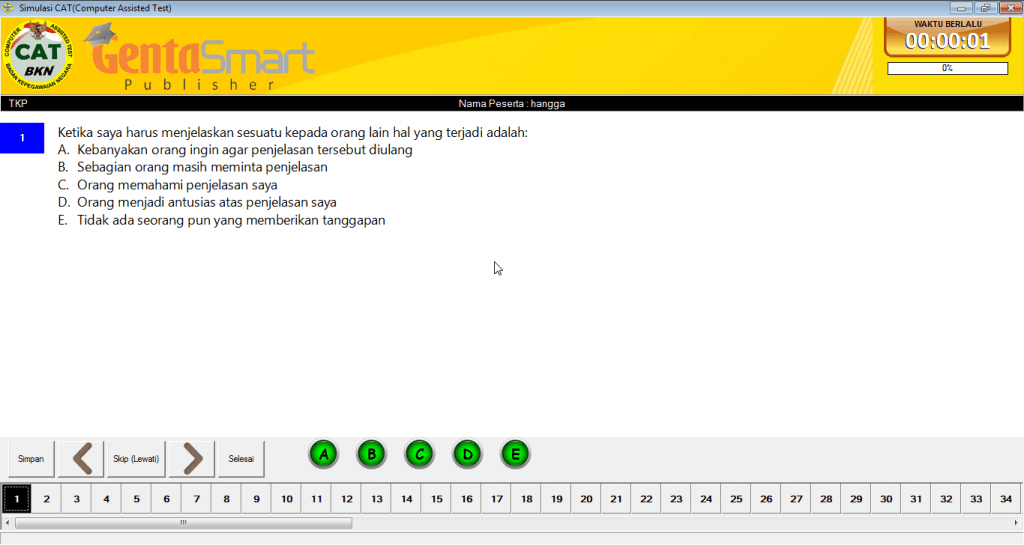 Simulasi CAT(Computer Assisted Test)
COMPUTER ASSISTED TEST
CAT
BKN
BADAN KEPEGAWAIAN NEGARA
GentaSmart
Publisher
WAKTU BERLALU
00:00:01
0%
TKP
Nama Peserta : hangga
1
Ketika saya harus menjelaskan sesuatu kepada orang lain hal yang terjadi adalah:
A. Kebanyakan orang ingin agar penjelasan tersebut diulang
B. Sebagian orang masih meminta penjelasan
C. Orang memahami penjelasan saya
D. Orang menjadi antusias atas penjelasan saya
E. Tidak ada seorang pun yang memberikan tanggapan
Simpan
Skip (Lewati)
Selesai
A B C D E
1 2 3 4 5 6 7 8 9 10 11 12 13 14 15 16 17 18 19 20 21 22 23 24 25 26 27 28 29 30 31 32 33 34